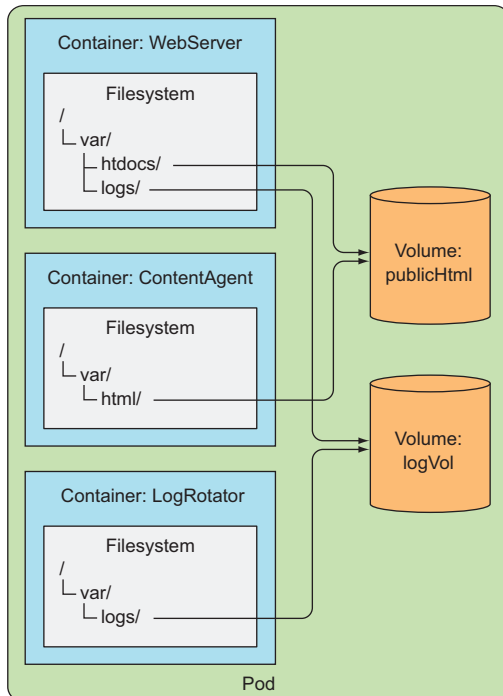 Container: WebServer
Filesystem
/
var/
htdocs/
logs/
Container: ContentAgent
Filesystem
/
var/
html/
Container: LogRotator
Filesystem
/
var/
logs/
Volume:
publicHtml
Volume:
logVol
Pod